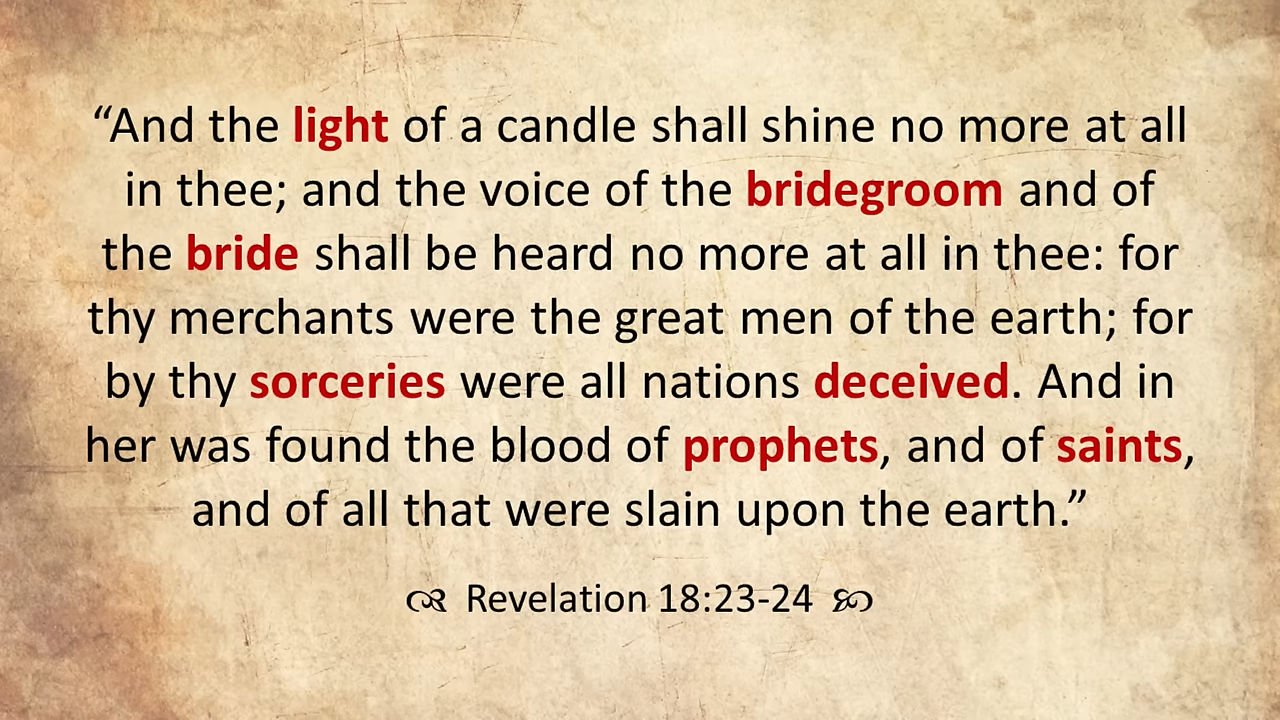 “And the light of a candle shall shine no more at all
in thee; and the voice of the bridegroom and of
the bride shall be heard no more at all in thee: for
thy merchants were the great men of the earth; for
by thy sorceries were all nations deceived. And in
her was found the blood of prophets, and of saints,
and of all that were slain upon the earth.”
Revelation 18:23-24